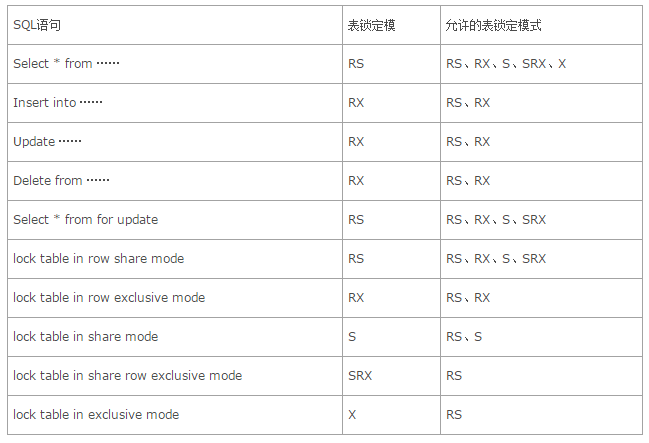 SQL语句 表锁定模 允许的表锁定模式
Select * from ······ RS RS、RX、S、SRX、X
Insert into ······ RX RS、RX
Update ······ RX RS、RX
Delete from ······ RX RS、RX
Select * from for update RS RS、RX、S、SRX
lock table in row share mode RS RS、RX、S、SRX
lock table in row exclusive mode RX RS、RX
lock table in share mode S RS、S
lock table in share row exclusive mode SRX RS
lock table in exclusive mode X RS